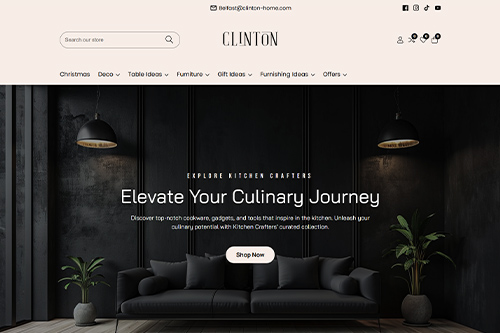 Belfast@clinton-home.com
Search our store
CLINTON
0 0 0
Christmas Deco Table Ideas Furniture Gift Ideas Furnishing Ideas Offers
EXPLORE KITCHEN CRAFTERS
Elevate Your Culinary Journey
Discover top-notch cookware, gadgets, and tools that inspire in the kitchen. Unleash your
culinary potential with Kitchen Crafters' curated collection.
Shop Now